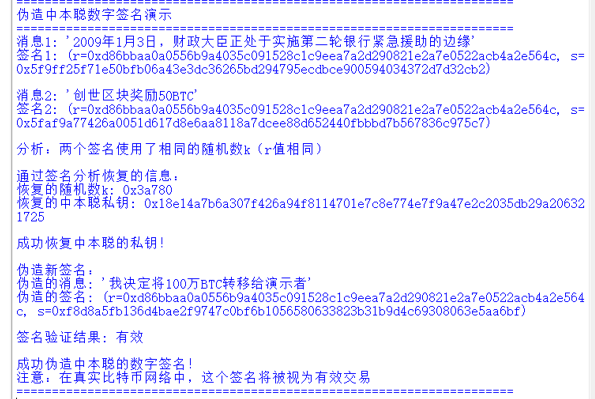 ======================================================================
伪造中本聪数字签名演示
======================================================================
消息1: '2009年1月3日，财政大臣正处于实施第二轮银行紧急援助的边缘'
签名1: (r=0xd86bbaa0a0556b9a4035c091528c1c9eea7a2d290821e2a7e0522acb4a2e564c, s=
0x5f9ff25f71e50bfb06a43e3dc36265bd294795ecdbce900594034372d7d32cb2)
消息2: '创世区块奖励50BTC'
签名2: (r=0xd86bbaa0a0556b9a4035c091528c1c9eea7a2d290821e2a7e0522acb4a2e564c, s=
0x5faf9a77426a0051d617d8e6aa8118a7dcee88d652440fbbbd7b567836c975c7)
分析：两个签名使用了相同的随机数k（r值相同）
通过签名分析恢复的信息：
恢复的随机数k: 0x3a780
恢复的中本聪私钥: 0x18e14a7b6a307f426a94f8114701e7c8e774e7f9a47e2c2035db29a20632
1725
成功恢复中本聪的私钥!
伪造新签名：
伪造的消息: '我决定将100万BTC转移给演示者'
伪造的签名: (r=0xd86bbaa0a0556b9a4035c091528c1c9eea7a2d290821e2a7e0522acb4a2e564
c, s=0xf8d8a5fb136d4bae2f9747c0bf6b1056580633823b31b9d4c69308063e5aa6bf)
签名验证结果: 有效
成功伪造中本聪的数字签名!
注意：在真实比特币网络中，这个签名将被视为有效交易
======================================================================